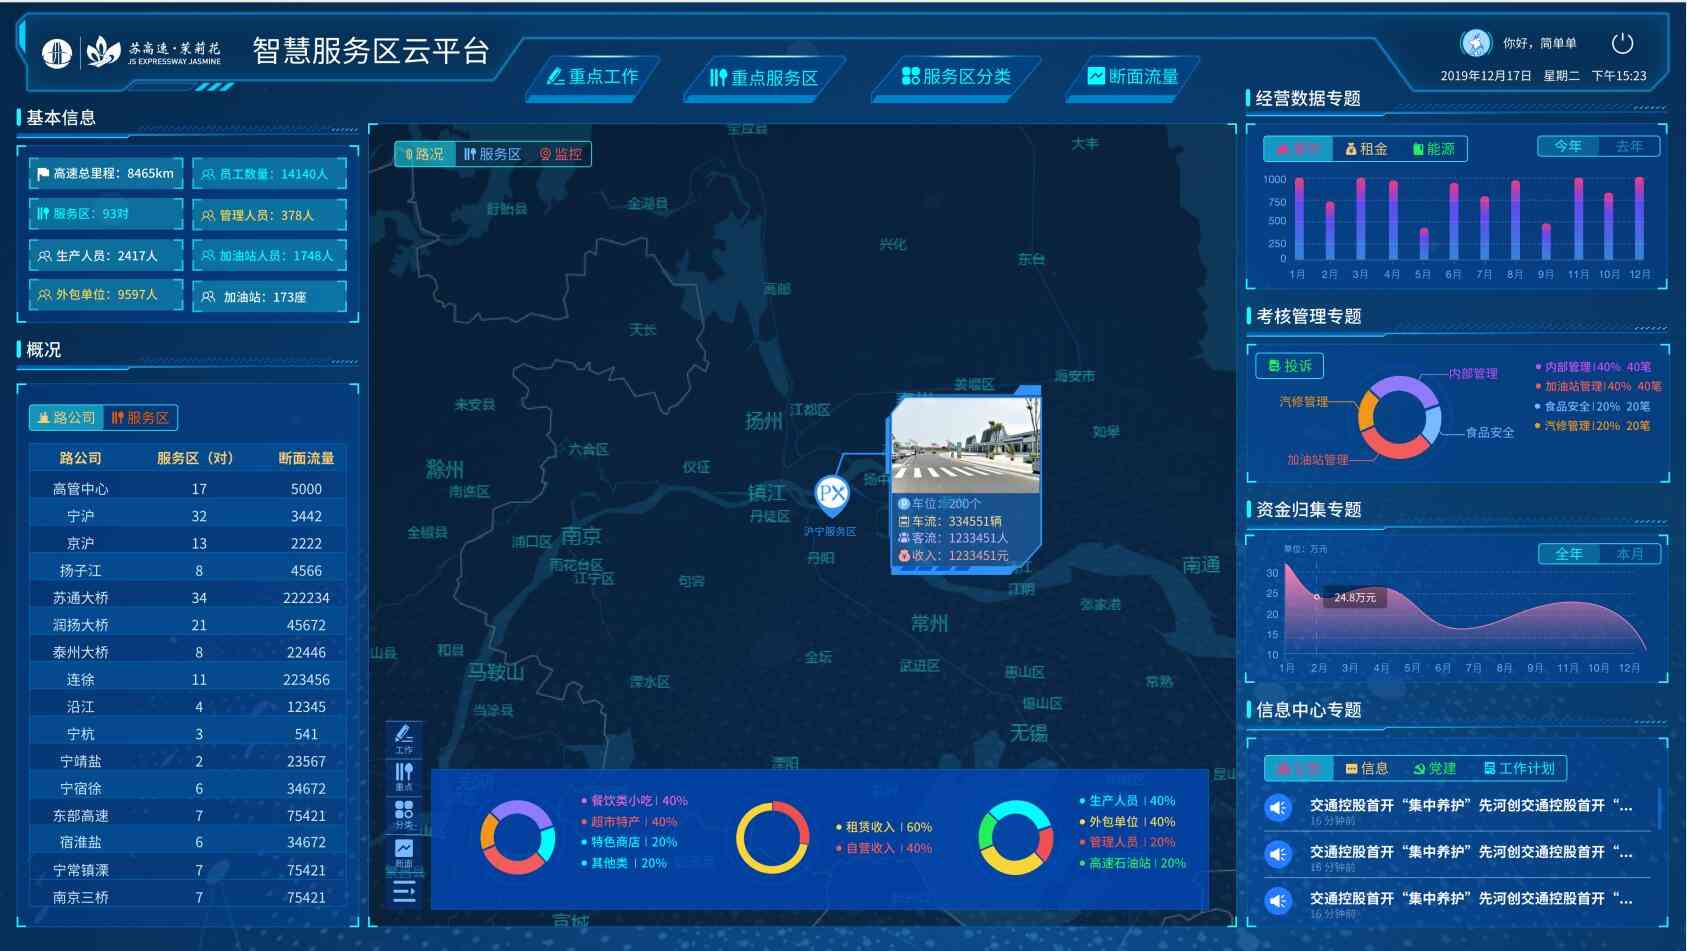 苏高速·茉莉花
JS EXPRESSWAY JASMINE
智慧服务区云平台
重点工作
重点服务区
服务区分类
断面流量
你好，简单单
2019年12月17日 星期二 下午15:23
基本信息
高速总里程：8465km
员工数量：14140人
服务区：93对
管理人员：378人
生产人员：2417人
加油站人员：1748人
外包单位：9597人
加油站：173座
概况
路公司
服务区
路公司 服务区（对） 断面流量
高管中心 17 5000
宁沪 32 3442
京沪 13 2222
扬子江 8 4566
苏通大桥 34 222234
润扬大桥 21 45672
泰州大桥 8 22446
连徐 11 223456
沿江 4 12345
宁杭 3 541
宁靖盐 2 23567
宁宿徐 6 34672
东部高速 7 75421
宿淮盐 6 34672
宁常镇溧 7 75421
南京三桥 7 75421
路况
服务区
监控
宝应县
大丰
盱眙县
金湖县
兴化
东台
高邮
天长
姜堰区
海安市
来安县
扬州
江都区
如皋
六合区
滁州
仪征
扬中
南谯区
镇江
丹徒区
全椒县
浦口区
南京
雨花台区
江宁区
句容
丹阳
南通
江阴
张家港
常州
山县
和县
金坛
武进区
马鞍山
溧水区
惠山区
常熟
当涂县
锡山区
无锡
溧阳
昆山
宣城
PX
沪宁服务区
车位：200个
车流：334551辆
客流：1233451人
收入：1233451元
工作
重点
分类
断面
餐饮类小吃 | 40%
超市特产 | 40%
特色商店 | 20%
其他类 | 20%
租赁收入 | 60%
自营收入 | 40%
生产人员 | 40%
外包单位 | 40%
管理人员 | 20%
高速石油站 | 20%
经营数据专题
租金
能源
今年
去年
1000
750
500
250
0
1月 2月 3月 4月 5月 6月 7月 8月 9月 11月 10月 12月
考核管理专题
投诉
内部管理
汽修管理
食品安全
加油站管理
内部管理|40% 40笔
加油站管理|40% 40笔
食品安全|20% 20笔
汽修管理|20% 20笔
资金归集专题
单位：万元
全年
本月
30
25
20
15
10
24.8万元
1月 2月 3月 4月 5月 6月 7月 8月 9月 11月 10月 12月
信息中心专题
信息
党建
工作计划
交通控股首开“集中养护”先河创交通控股首开“...
16 分钟前
交通控股首开“集中养护”先河创交通控股首开“...
16 分钟前
交通控股首开“集中养护”先河创交通控股首开“...
16 分钟前